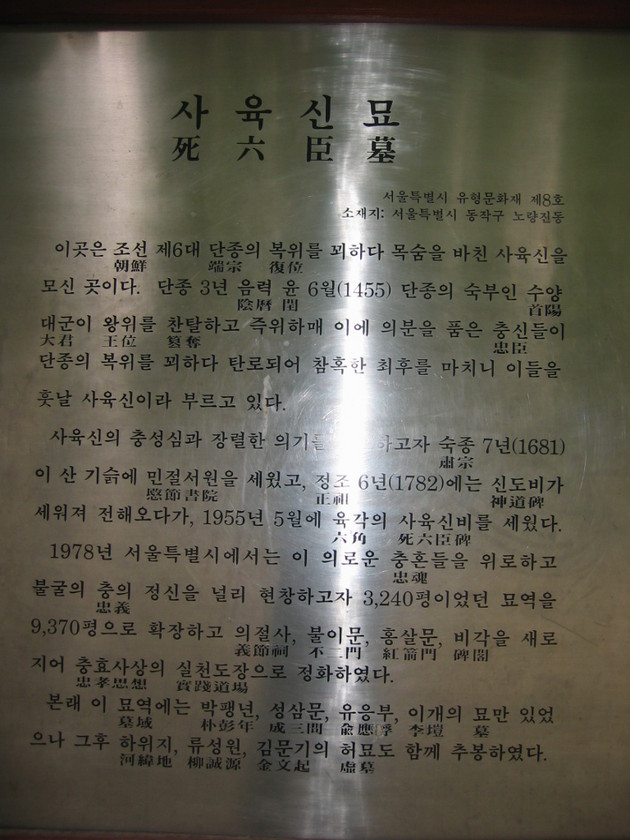 사육신묘
死六臣墓
서울특별시 유형문화재 제8호
소재지: 서울특별시 동작구 노량진동
이곳은 조선 제6대 단종의 복위를 꾀하다 목숨을 바친 사육신을
朝鮮 端宗 復位
모신 곳이다. 단종 3년 음력 윤 6월(1455) 단종의 숙부인 수양
陰曆 閏 首陽
대군이 왕위를 찬탈하고 즉위하매 이에 의분을 품은 충신들이
大君 王位 簒奪 忠臣
단종의 복위를 꾀하다 탄로되어 참혹한 최후를 마치니 이들을
훗날 사육신이라 부르고 있다.
사육신의 충성심과 장렬한 의기를 하고자 숙종 7년(1681)
肅宗
이 산 기슭에 민절서원을 세웠고, 정조 6년(1782)에는 신도비가
愍節書院 正祖 神道碑
세워져 전해오다가, 1955년 5월에 육각의 사육신비를 세웠다.
六角 死六臣碑
1978년 서울특별시에서는 이 의로운 충혼들을 위로하고
忠魂
불굴의 충의 정신을 널리 현창하고자 3,240평이었던 묘역을
忠義
9,370평으로 확장하고 의절사, 불이문, 홍살문, 비각을 새로
義節祠 不二門 紅箭門 碑閣
지어 충효사상의 실천도장으로 정화하였다.
忠孝思想 實踐道場
본래 이 묘역에는 박팽년, 성삼문, 유응부, 이개의 묘만 있었
墓域 朴彭年 成三問 兪應孚 李塏 墓
으나 그후 하위지, 류성원, 김문기의 허묘도 함께 추봉하였다.
河緯地 柳誠源 金文起 虛墓